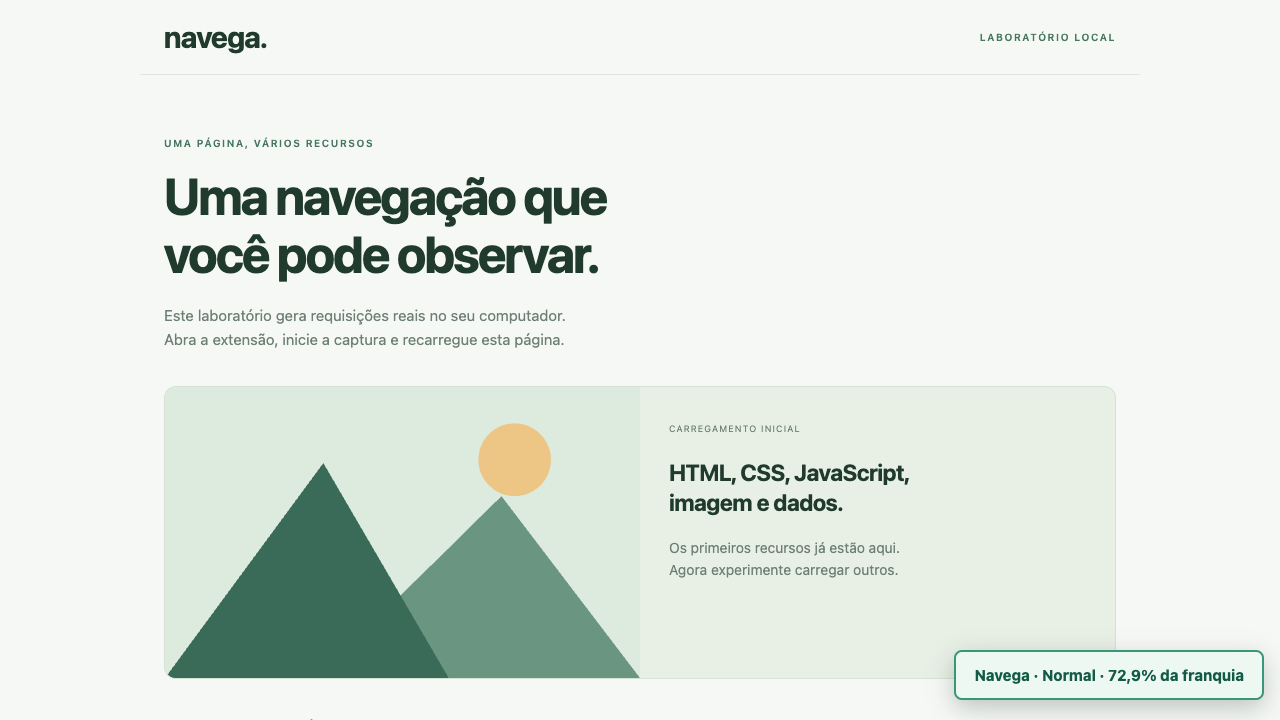 navega.
LABORATÓRIO LOCAL
UMA PÁGINA, VÁRIOS RECURSOS
Uma navegação que
você pode observar.
Este laboratório gera requisições reais no seu computador.
Abra a extensão, inicie a captura e recarregue esta página.
CARREGAMENTO INICIAL
HTML, CSS, JavaScript,
imagem e dados.
Os primeiros recursos já estão aqui.
Agora experimente carregar outros.
Navega · Normal · 72,9% da franquia